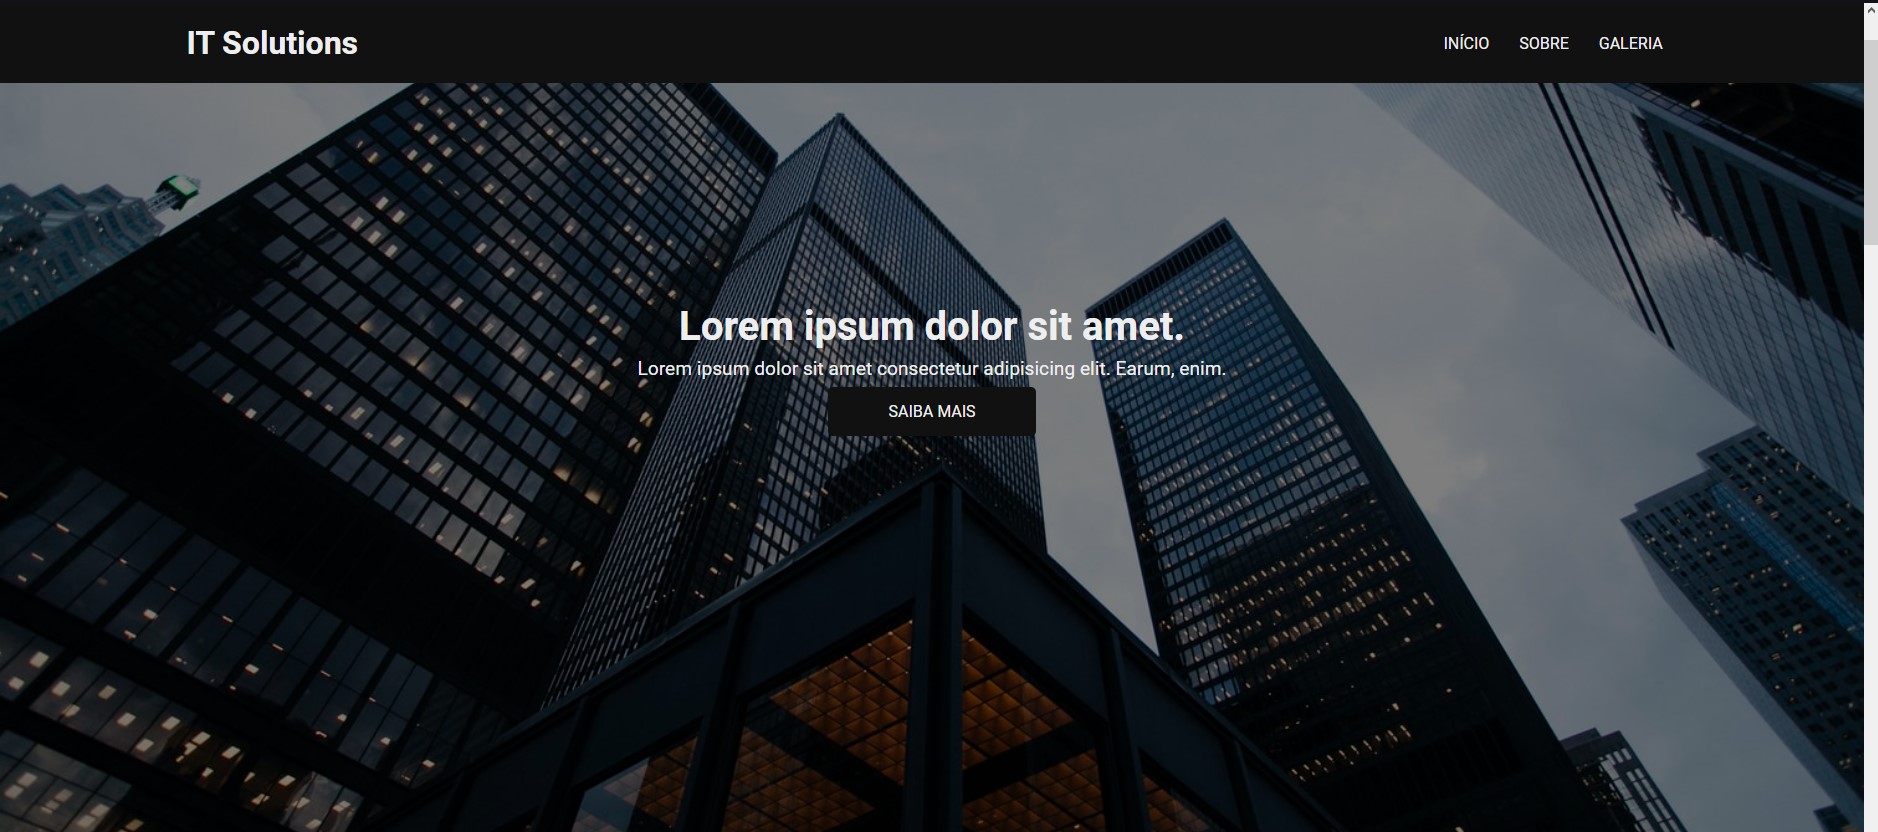 IT Solutions
INÍCIO SOBRE GALERIA
Lorem ipsum dolor sit amet.
Lorem ipsum dolor sit amet consectetur adipisicing elit. Earum, enim.
SAIBA MAIS